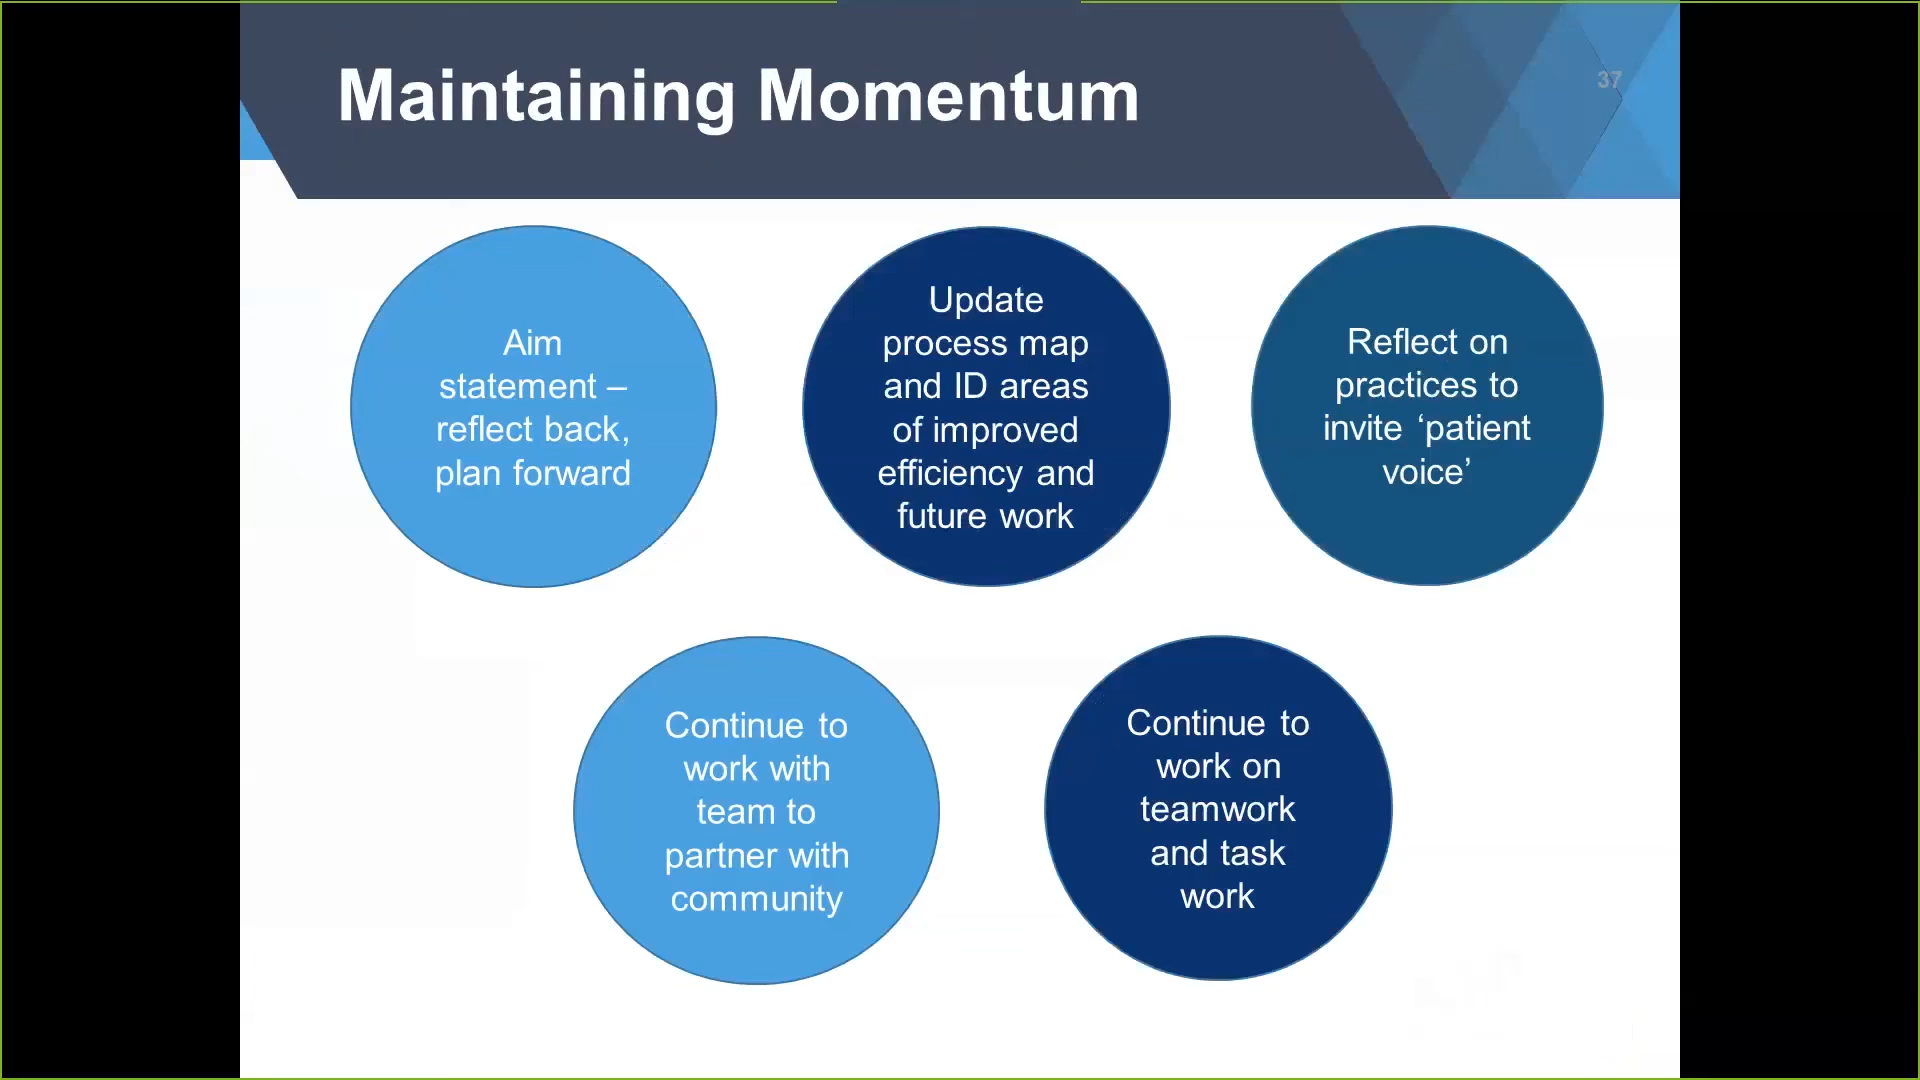 Maintaining Momentum
37
Aim
statement –
reflect back,
plan forward
Update
process map
and ID areas
of improved
efficiency and
future work
Reflect on
practices to
invite ‘patient
voice’
Continue to
work with
team to
partner with
community
Continue to
work on
teamwork
and task
work